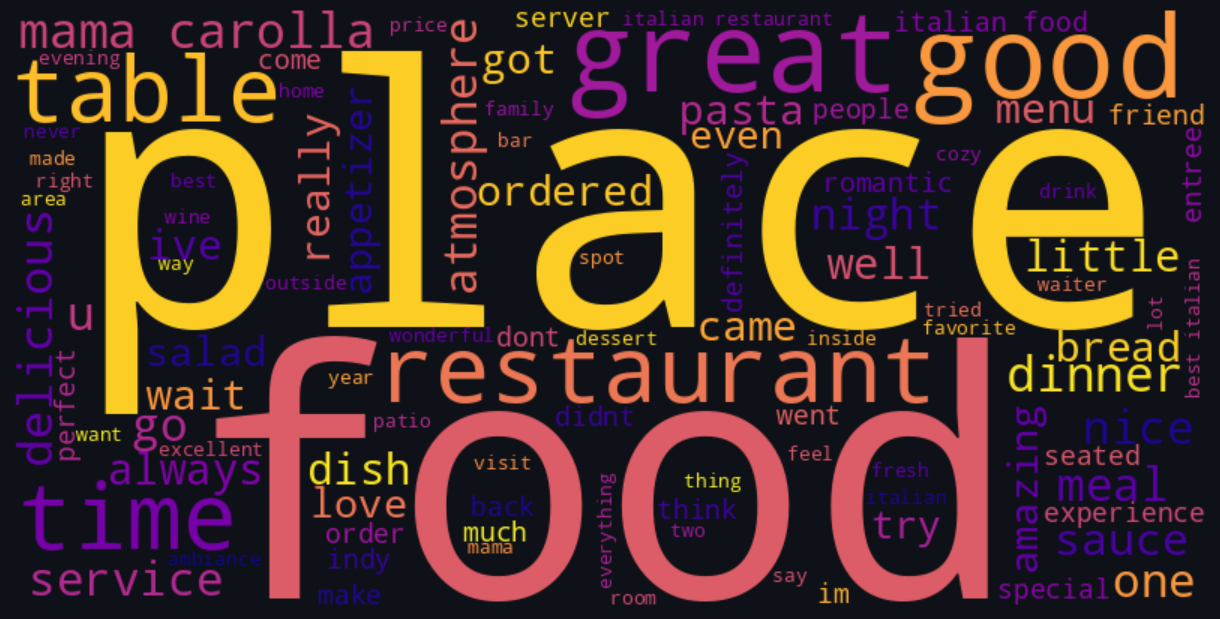 mama carolla
price
server
italian restaurant
italian food
evening
come
table
home
got
great
good
family
pasta
people
menu
friend
never
made
right
area
best
wine
ive
way
really
appetizer
atmosphere
bar
even
ordered
cozy
romantic
night
drink
entree
place
outside
spot
definitely
well
little
waiter
delicious
u
tried
favorite
lot
best italian
salad
wonderful
dont
dessert
came
inside
bread
restaurant
dinner
year
wait
perfect
want
go
patio
didnt
went
nice
excellent
always
dish
visit
feel
fresh
italian
seated
meal
amazing
time
love
back
thing
think
two
try
experience
order
much
mama
everything
food
sauce
ambiance
indy
service
make
room
say
im
special
one